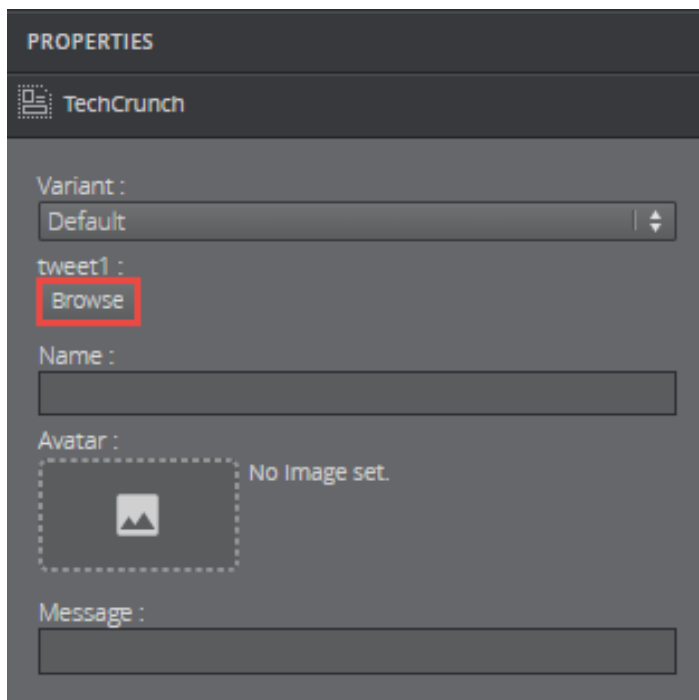 PROPERTIES
TechCrunch
Variant :
Default
tweet1 :
Browse
Name :
Avatar :
No Image set.
Message :